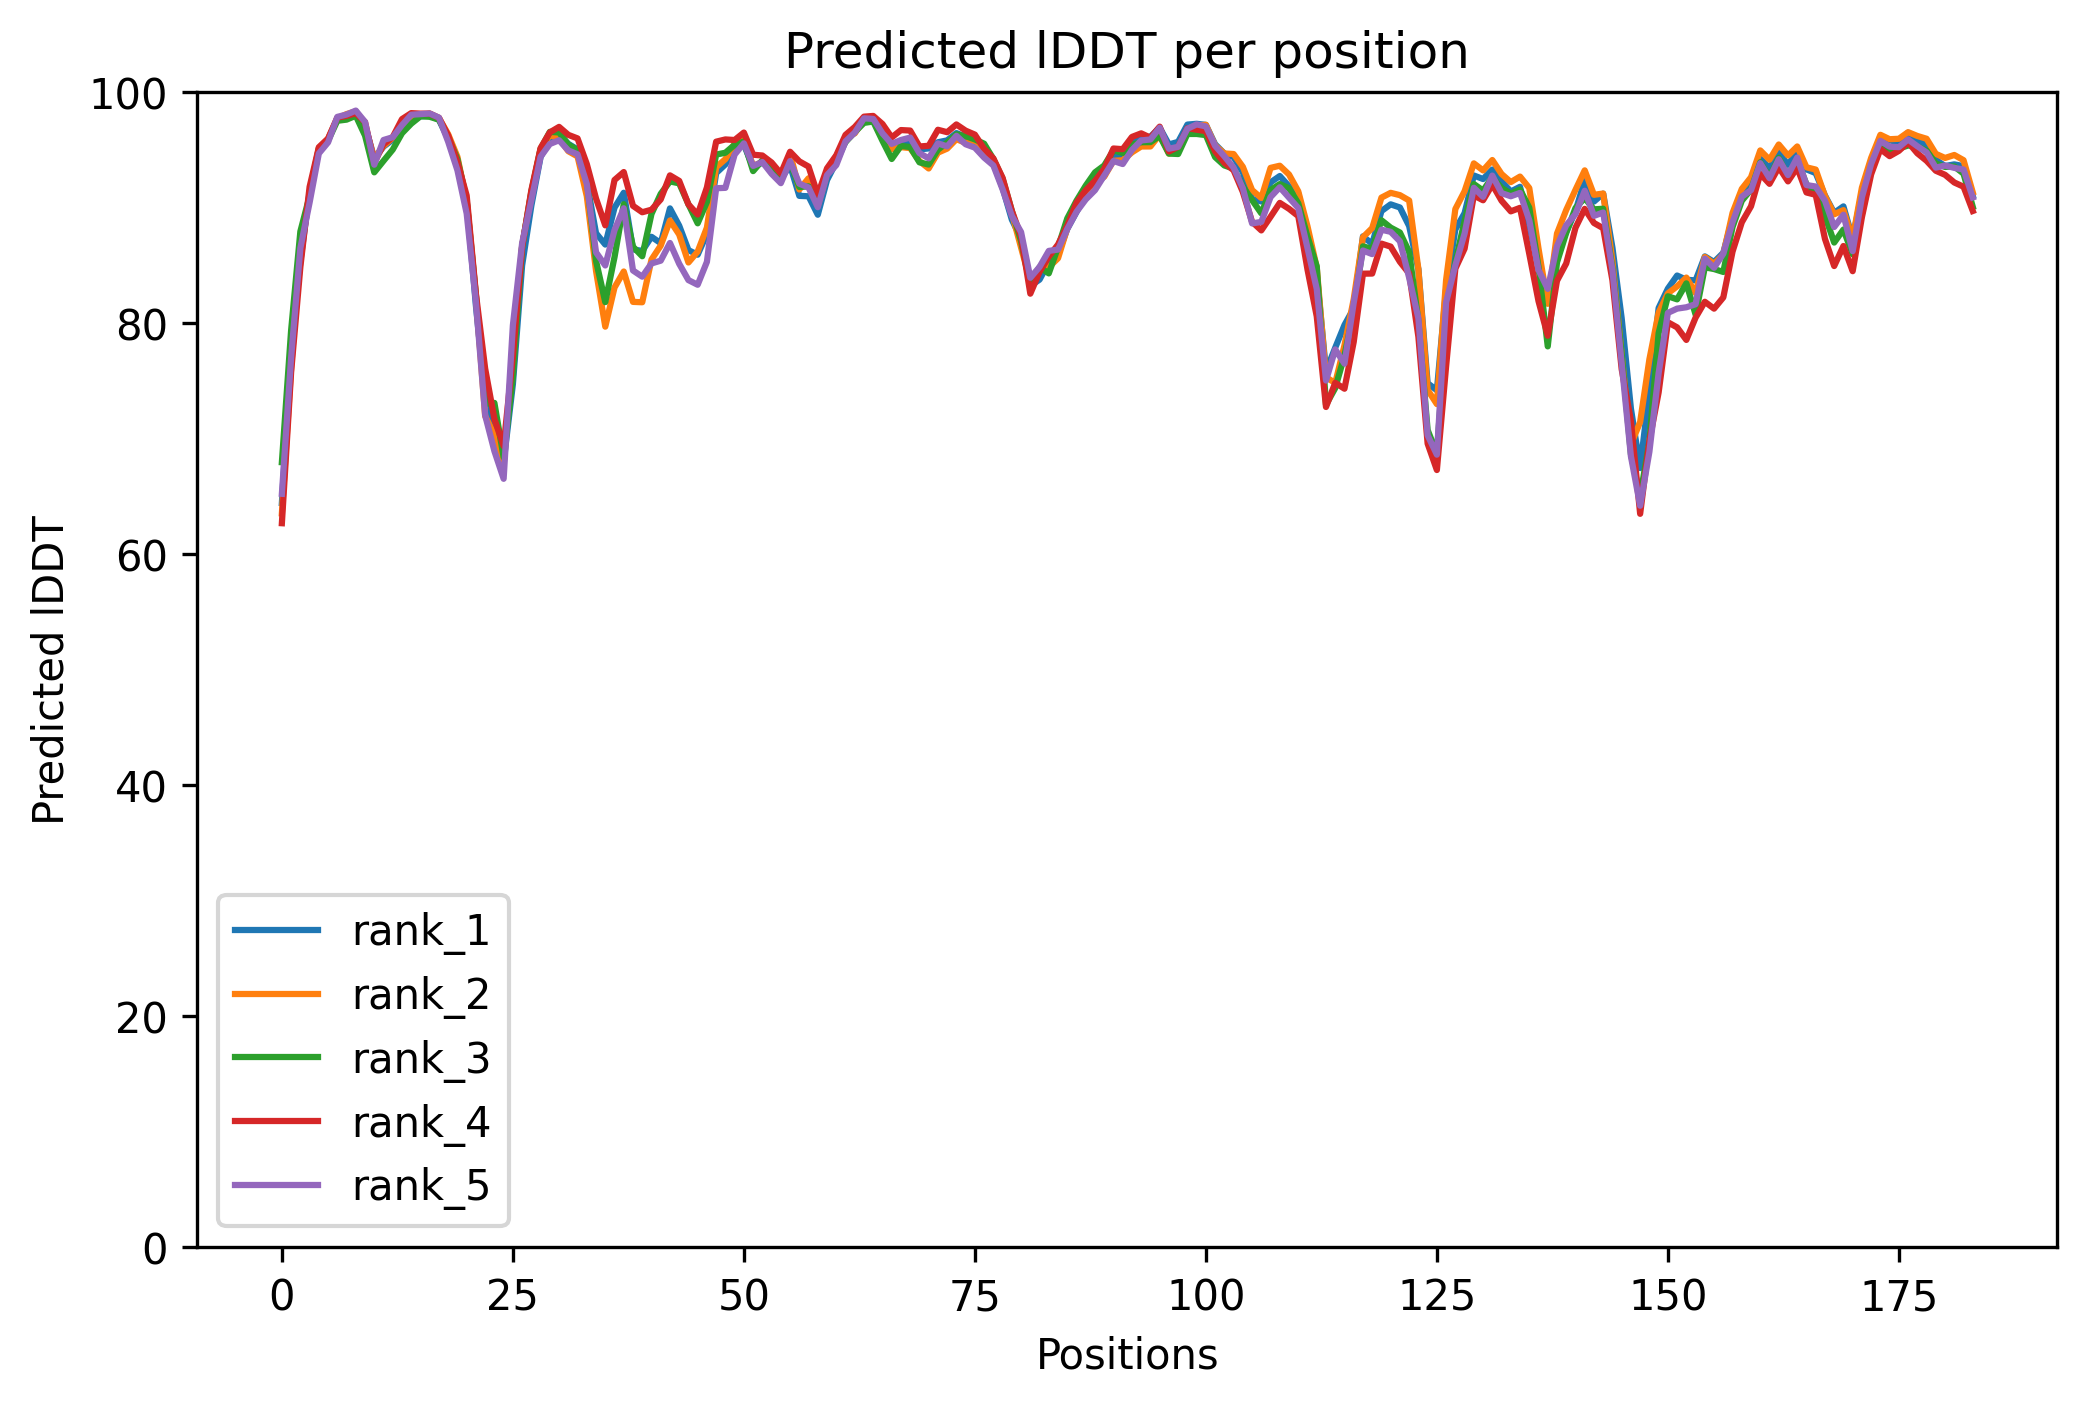 Predicted lDDT per position
100
80
60
40
20
0
Predicted lDDT
rank_1
rank_2
rank_3
rank_4
rank_5
0 25 50 75 100 125 150 175
Positions